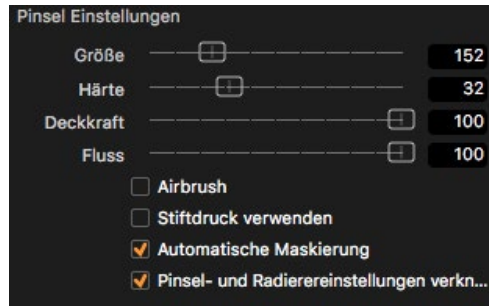 Pinsel Einstellungen
Größe 152
Härte 32
Deckkraft 100
Fluss 100
Airbrush
Stiftdruck verwenden
Automatische Maskierung
Pinsel- und Radierereinstellungen verkn...